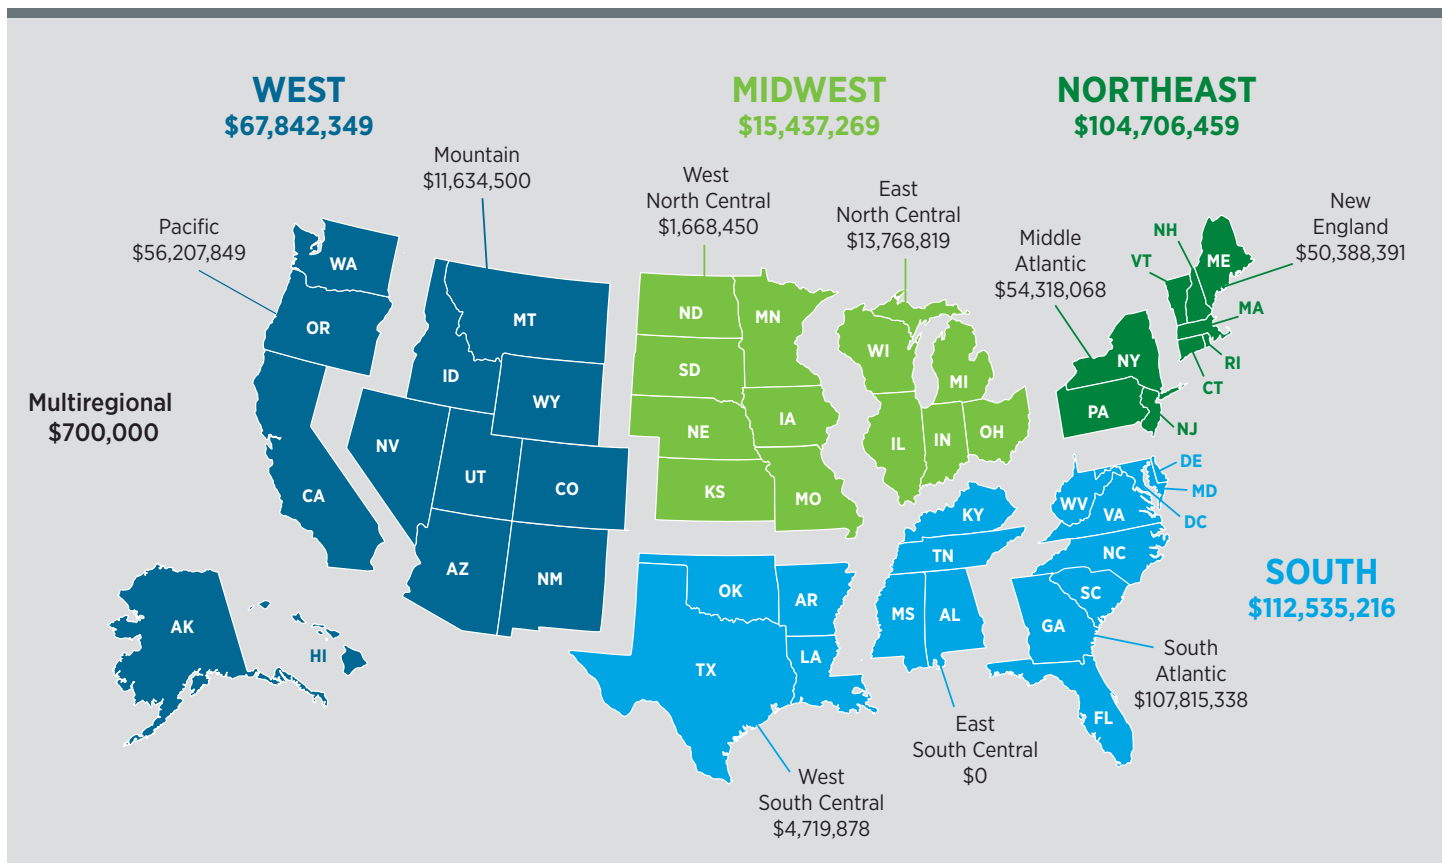 WEST
$67,842,349
MIDWEST
$15,437,269
NORTHEAST
$104,706,459
Mountain
$11,634,500
Pacific
$56,207,849
West
North Central
$1,668,450
East
North Central
$13,768,819
Middle
Atlantic
$54,318,068
New
England
$50,388,391
Multiregional
$700,000
WA
OR
CA
NV
ID
MT
WY
UT
CO
AZ
NM
AK
HI
ND
MN
SD
NE
IA
KS
MO
WI
MI
IL
IN
OH
NH
VT
ME
MA
RI
CT
NY
PA
NJ
DE
MD
DC
WV
VA
KY
TN
NC
SC
OK
AR
MS
AL
GA
TX
LA
FL
SOUTH
$112,535,216
South
Atlantic
$107,815,338
East
South Central
$0
West
South Central
$4,719,878